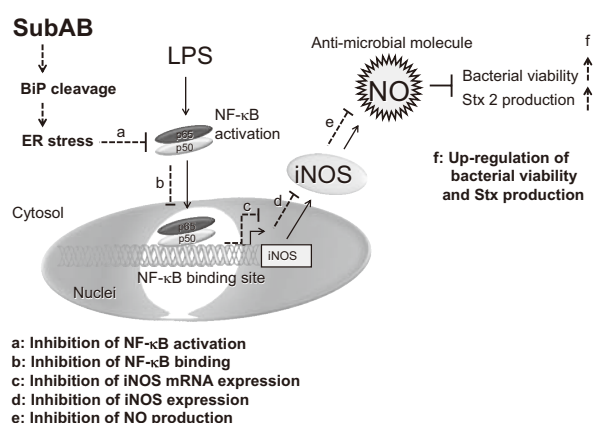 SubAB
BiP cleavage
ER stress
a
LPS
NF-κB
activation
p65
p50
b
Cytosol
p65
p50
c
d
iNOS
NF-κB binding site
Nuclei
iNOS
e
Anti-microbial molecule
NO
Bacterial viability
Stx 2 production
f
f: Up-regulation of
bacterial viability
and Stx production
a: Inhibition of NF-κB activation
b: Inhibition of NF-κB binding
c: Inhibition of iNOS mRNA expression
d: Inhibition of iNOS expression
e: Inhibition of NO production